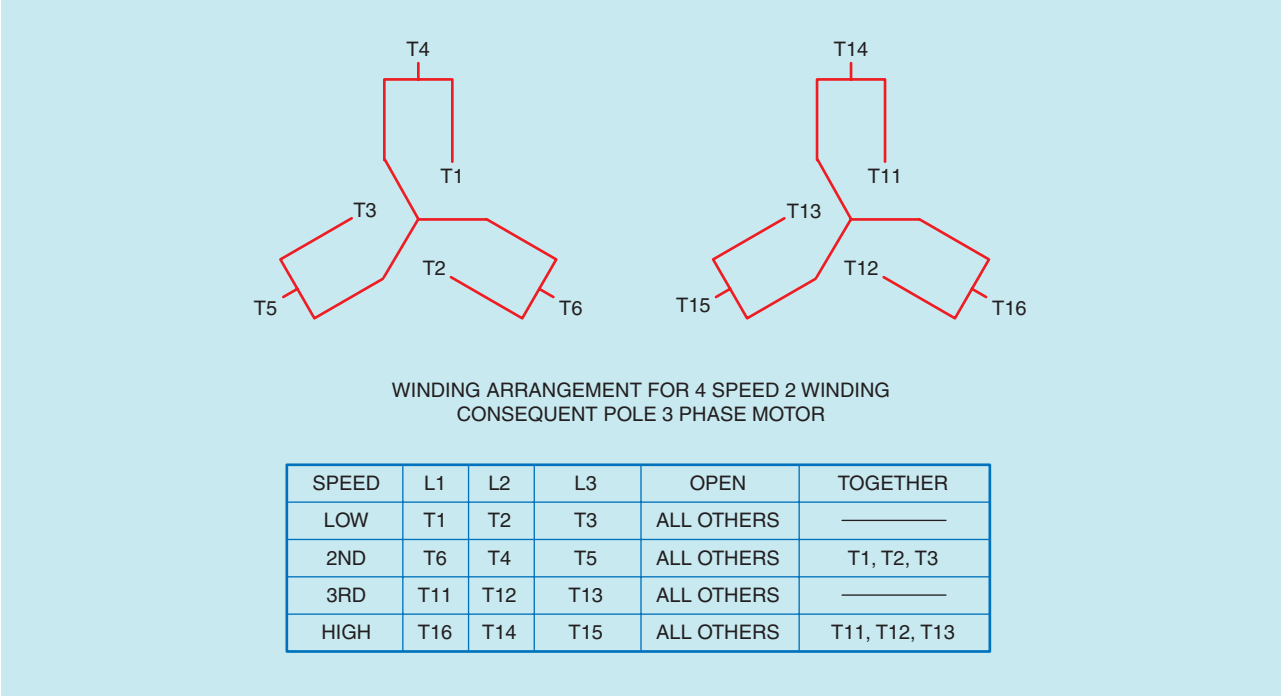 T4
T14
T1
T11
T3
T13
T2
T12
T5
T6
T15
T16
WINDING ARRANGEMENT FOR 4 SPEED 2 WINDING
CONSEQUENT POLE 3 PHASE MOTOR
SPEED L1 L2 L3 OPEN TOGETHER
LOW T1 T2 T3 ALL OTHERS
2ND T6 T4 T5 ALL OTHERS T1, T2, T3
3RD T11 T12 T13 ALL OTHERS
HIGH T16 T14 T15 ALL OTHERS T11, T12, T13